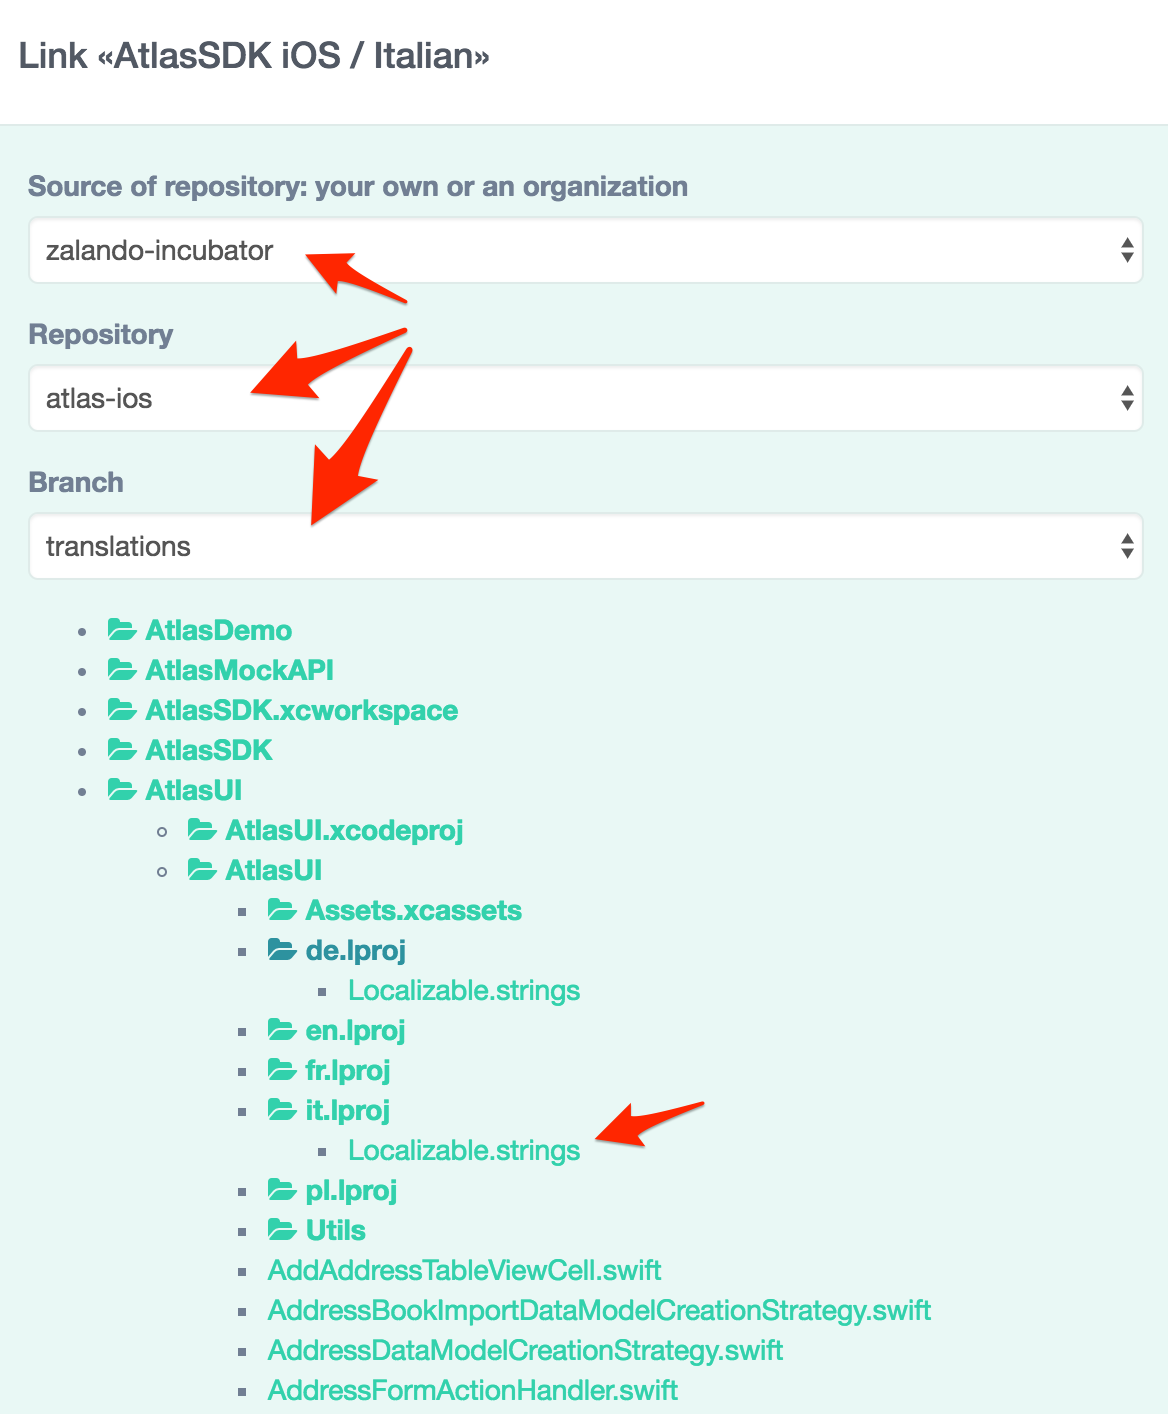 Link «AtlasSDK iOS / Italian»
Source of repository: your own or an organization
zalando-incubator
Repository
atlas-ios
Branch
translations
AtlasDemo
AtlasMockAPI
AtlasSDK.xcworkspace
AtlasSDK
AtlasUI
AtlasUI.xcodeproj
AtlasUI
Assets.xcassets
de.lproj
Localizable.strings
en.lproj
fr.lproj
it.lproj
Localizable.strings
pl.lproj
Utils
AddAddressTableViewCell.swift
AddressBookImportDataModelCreationStrategy.swift
AddressDataModelCreationStrategy.swift
AddressFormActionHandler.swift